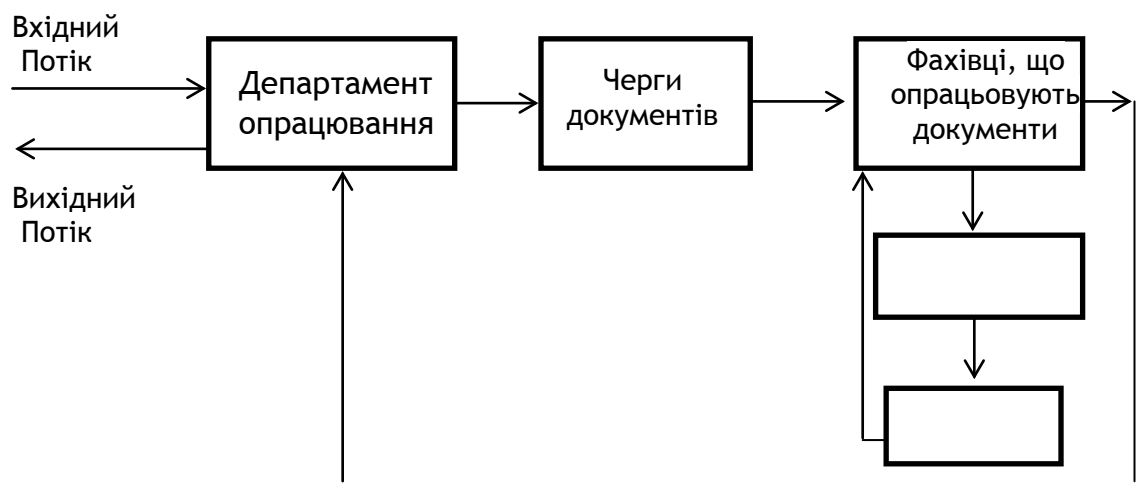 Вхідний
Потік
Департамент
опрацювання
Черги
документів
Фахівці, що
опрацьовують
документи
Вихідний
Потік